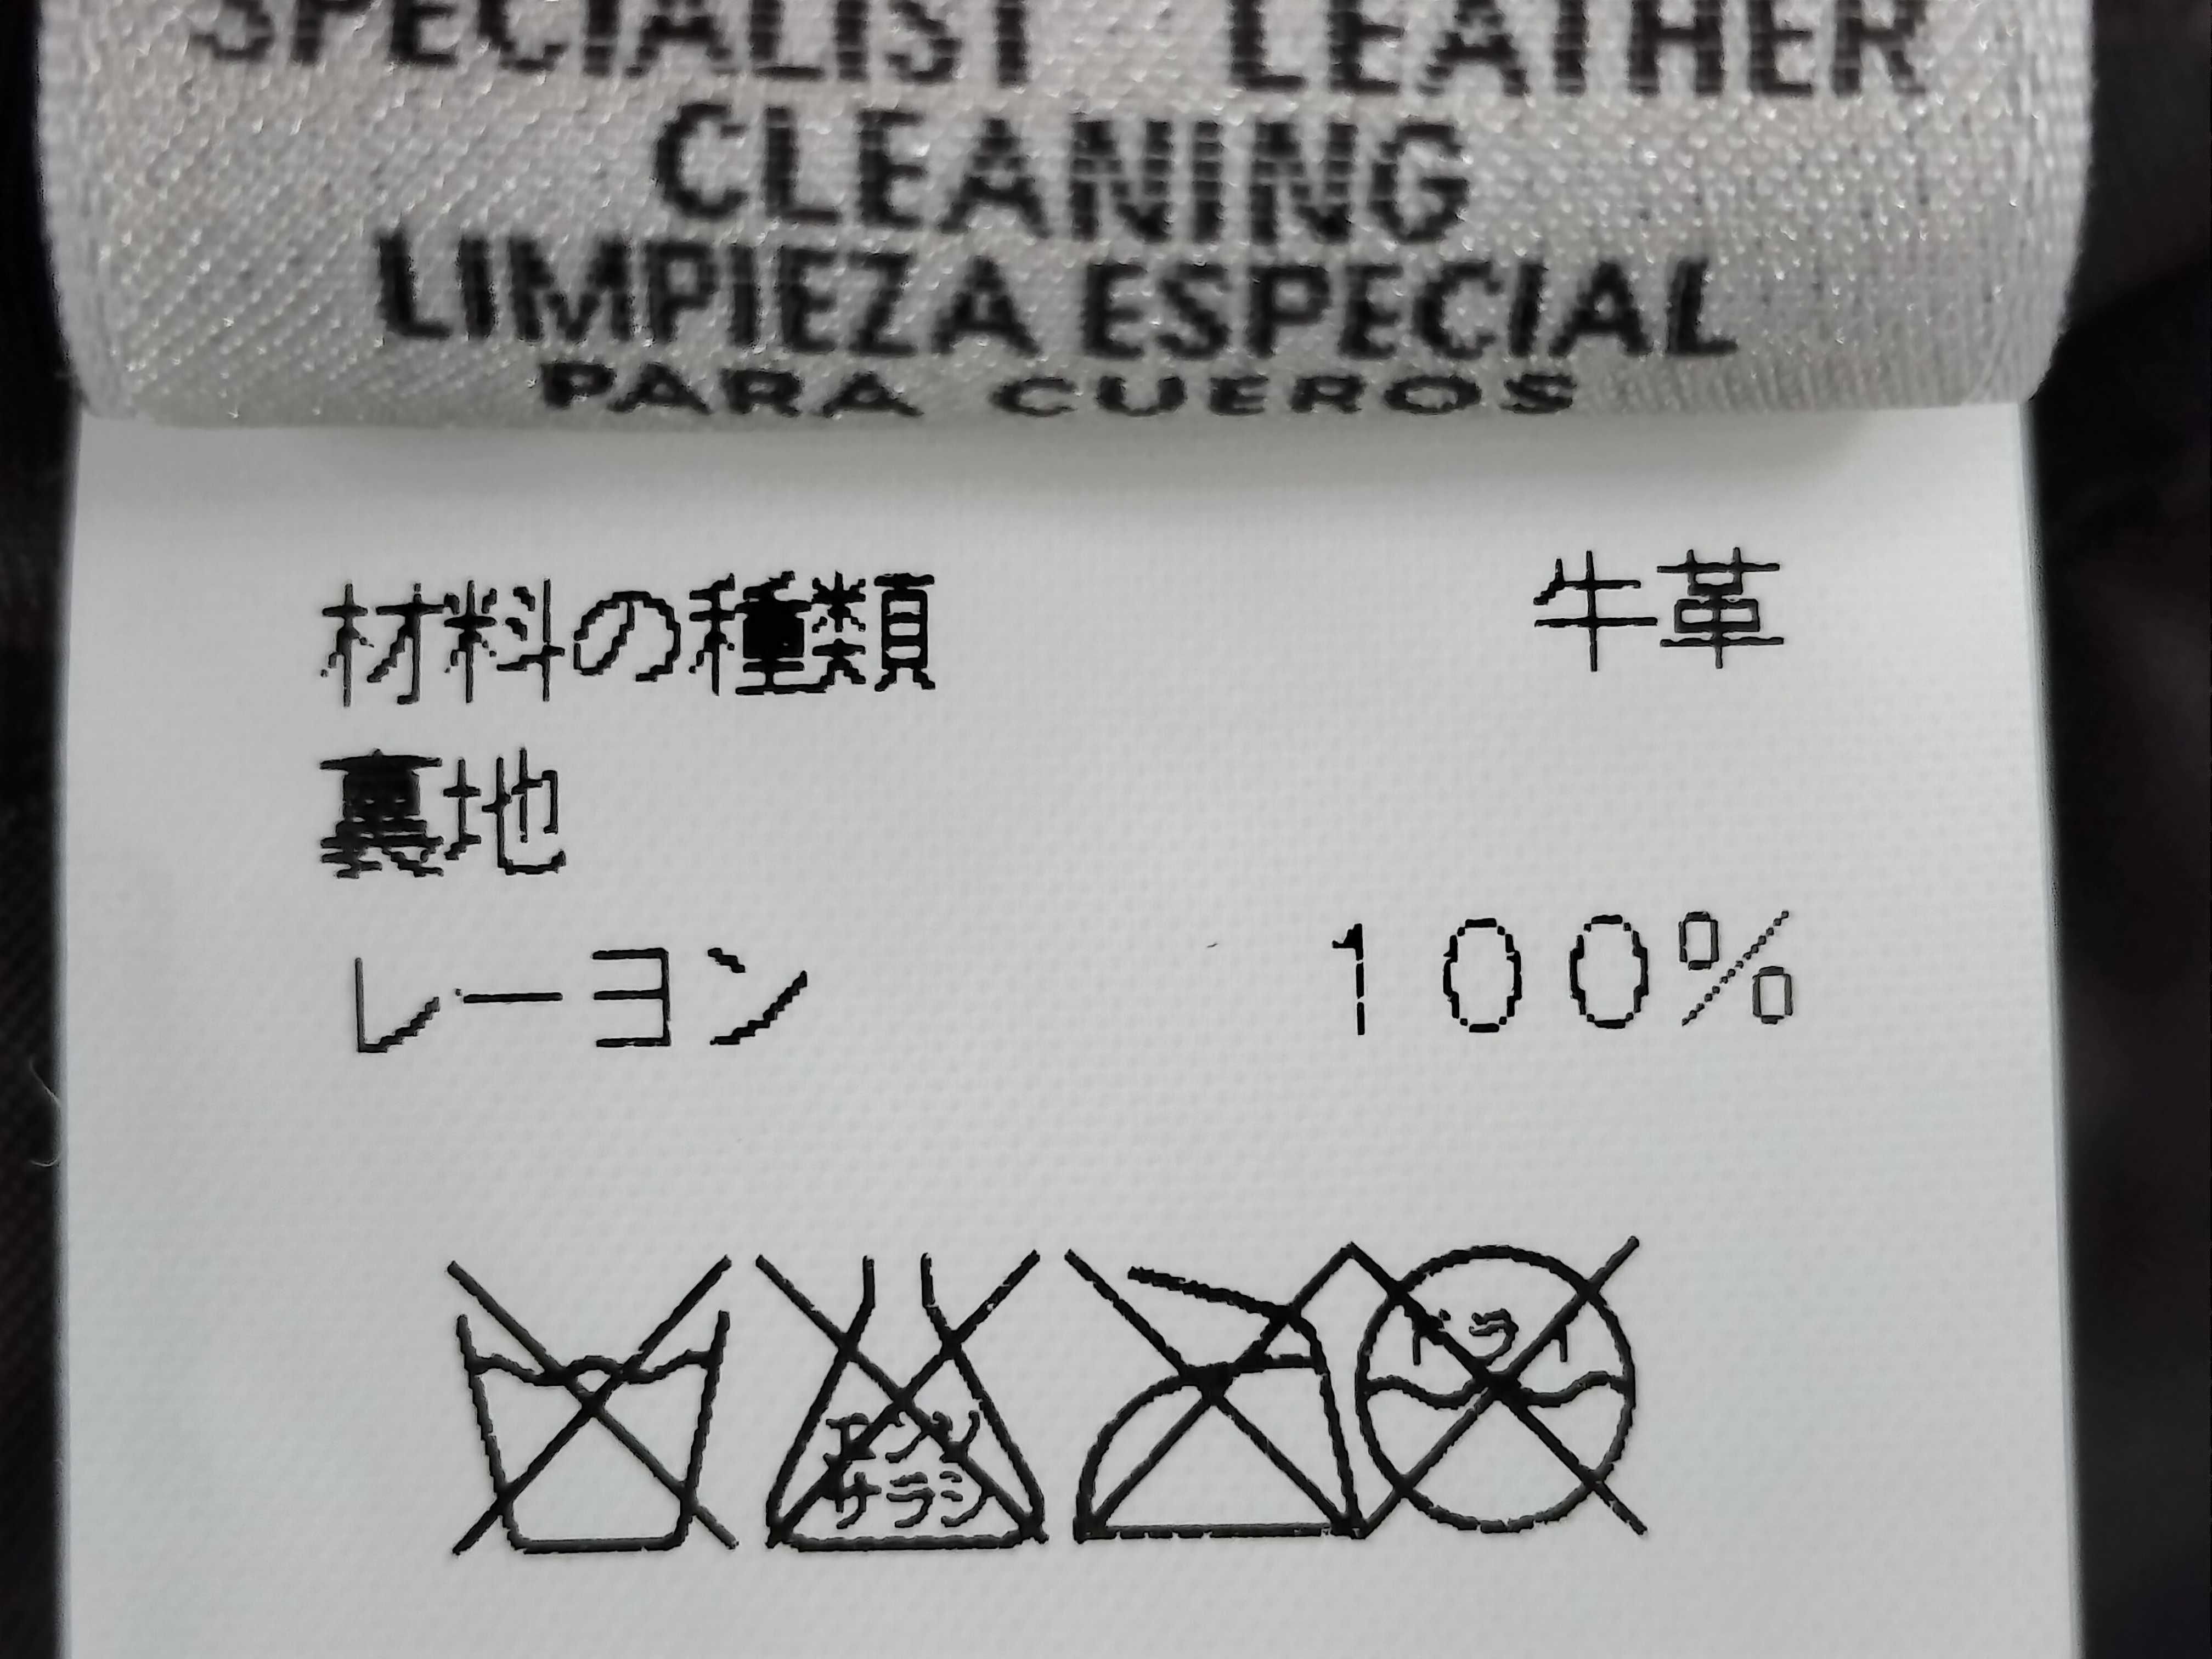 SPECIALIST LEATHER
CLEANING
LIMPIEZA ESPECIAL
PARA CUEROS
材料の種類 牛革
裏地
レーヨン 100%
エンソ
サラシ
ドライ